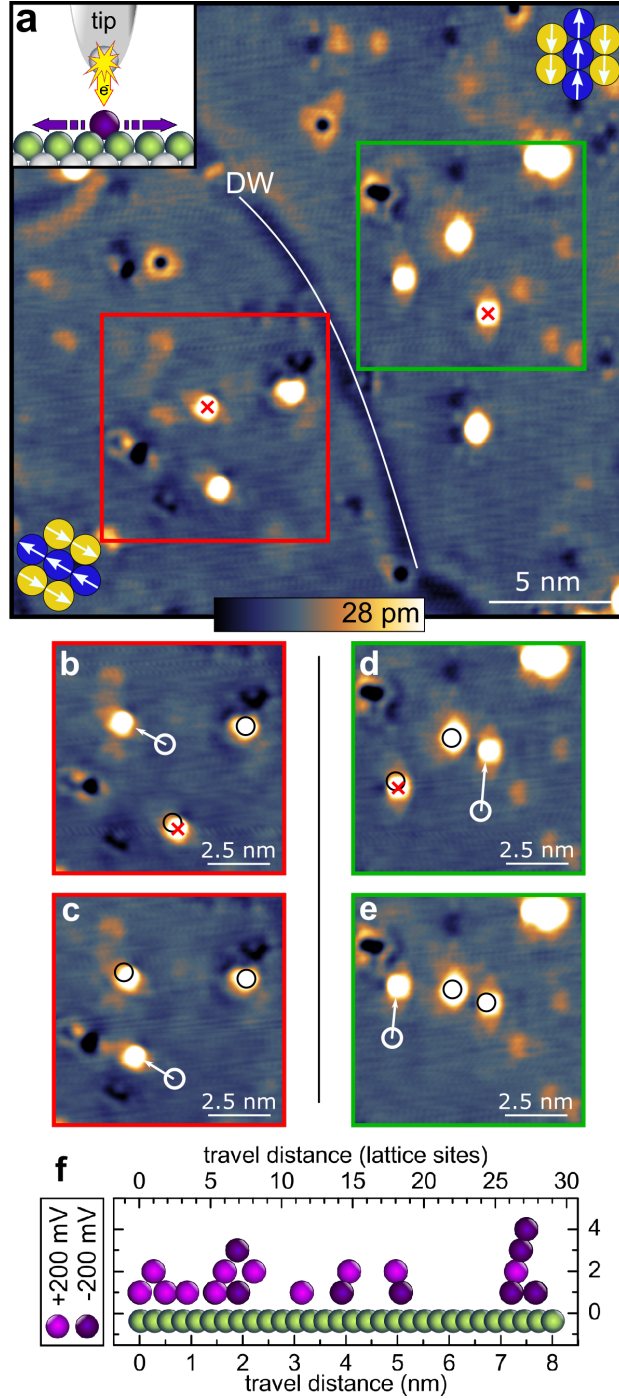 a
tip
e
DW
5 nm
28 pm
b
2.5 nm
d
2.5 nm
c
2.5 nm
e
2.5 nm
f
travel distance (lattice sites)
0 5 10 15 20 25 30
+200 mV
-200 mV
4
2
0
0 1 2 3 4 5 6 7 8
travel distance (nm)